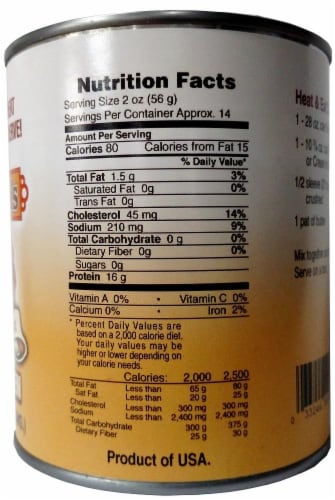 Nutrition Facts
Serving Size 2 oz (56 g)
Servings Per Container Approx. 14
Amount Per Serving
Calories 80 Calories from Fat 15
% Daily Value*
Total Fat 1.5 g 3%
Saturated Fat 0g 0%
Trans Fat 0g
Cholesterol 45 mg 14%
Sodium 210 mg 9%
Total Carbohydrate 0 g 0%
Dietary Fiber 0g 0%
Sugars 0g
Protein 16 g
Vitamin A 0% • Vitamin C 0%
Calcium 0% • Iron 2%
* Percent Daily Values are
based on a 2,000 calorie diet.
Your daily values may be
higher or lower depending on
your calorie needs.
Calories: 2,000 2,500
Total Fat Less than 65 g 80 g
Sat Fat Less than 20 g 25 g
Cholesterol Less than 300 mg 300 mg
Sodium Less than 2,400 mg 2,400 mg
Total Carbohydrate 300 g 375 g
Dietary Fiber 25 g 30 g
Product of USA.
Heat &
1 - 28 oz.
1 - 10 ¾ oz.
or Cream
1/2 sleeve
crushed
1 pat of
Mix together
Serve on